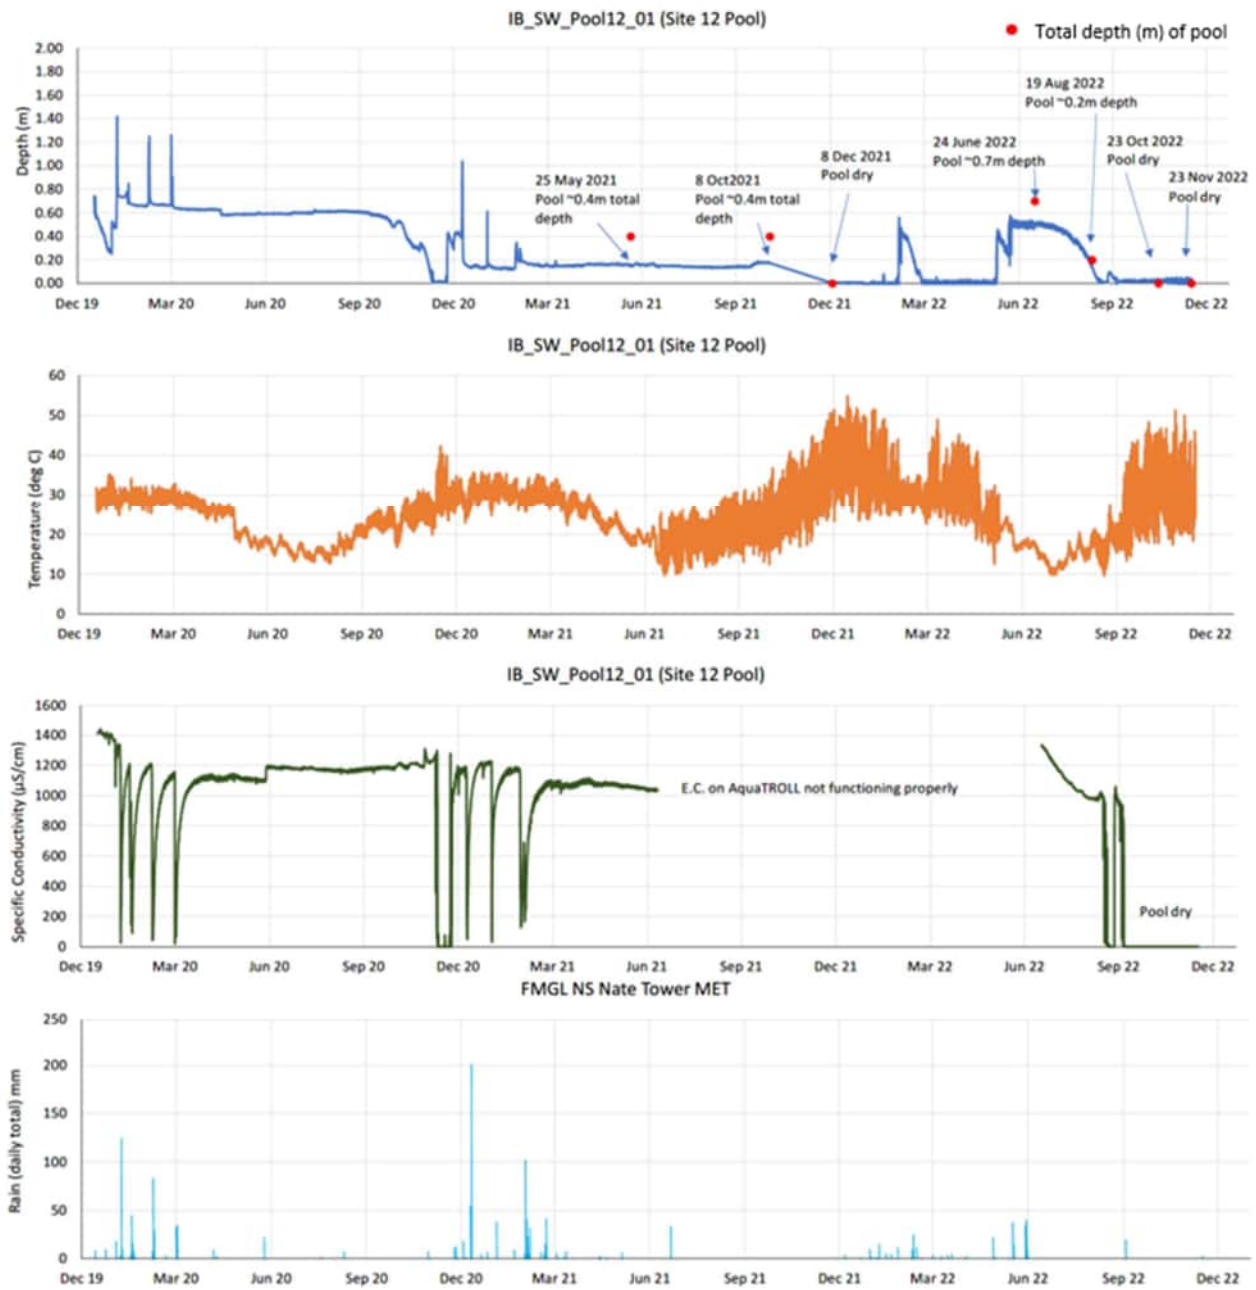 IB_SW_Pool12_01 (Site 12 Pool)
Total depth (m) of pool
Depth (m)
2.00
1.80
1.60
1.40
1.20
1.00
0.80
0.60
0.40
0.20
0.00
25 May 2021
Pool ~0.4m total
depth
8 Oct2021
Pool ~0.4m total
depth
8 Dec 2021
Pool dry
24 June 2022
Pool ~0.7m depth
19 Aug 2022
Pool ~0.2m depth
23 Oct 2022
Pool dry
23 Nov 2022
Pool dry
Dec 19 Mar 20 Jun 20 Sep 20 Dec 20 Mar 21 Jun 21 Sep 21 Dec 21 Mar 22 Jun 22 Sep 22 Dec 22
IB_SW_Pool12_01 (Site 12 Pool)
Temperature (deg C)
60
50
40
30
20
10
0
Dec 19 Mar 20 Jun 20 Sep 20 Dec 20 Mar 21 Jun 21 Sep 21 Dec 21 Mar 22 Jun 22 Sep 22 Dec 22
IB_SW_Pool12_01 (Site 12 Pool)
Specific Conductivity (µS/cm)
1600
1400
1200
1000
800
600
400
200
0
E.C. on AquaTROLL not functioning properly
Pool dry
Dec 19 Mar 20 Jun 20 Sep 20 Dec 20 Mar 21 Jun 21 Sep 21 Dec 21 Mar 22 Jun 22 Sep 22 Dec 22
FMGL NS Nate Tower MET
Rain (daily total) mm
250
200
150
100
50
0
Dec 19 Mar 20 Jun 20 Sep 20 Dec 20 Mar 21 Jun 21 Sep 21 Dec 21 Mar 22 Jun 22 Sep 22 Dec 22